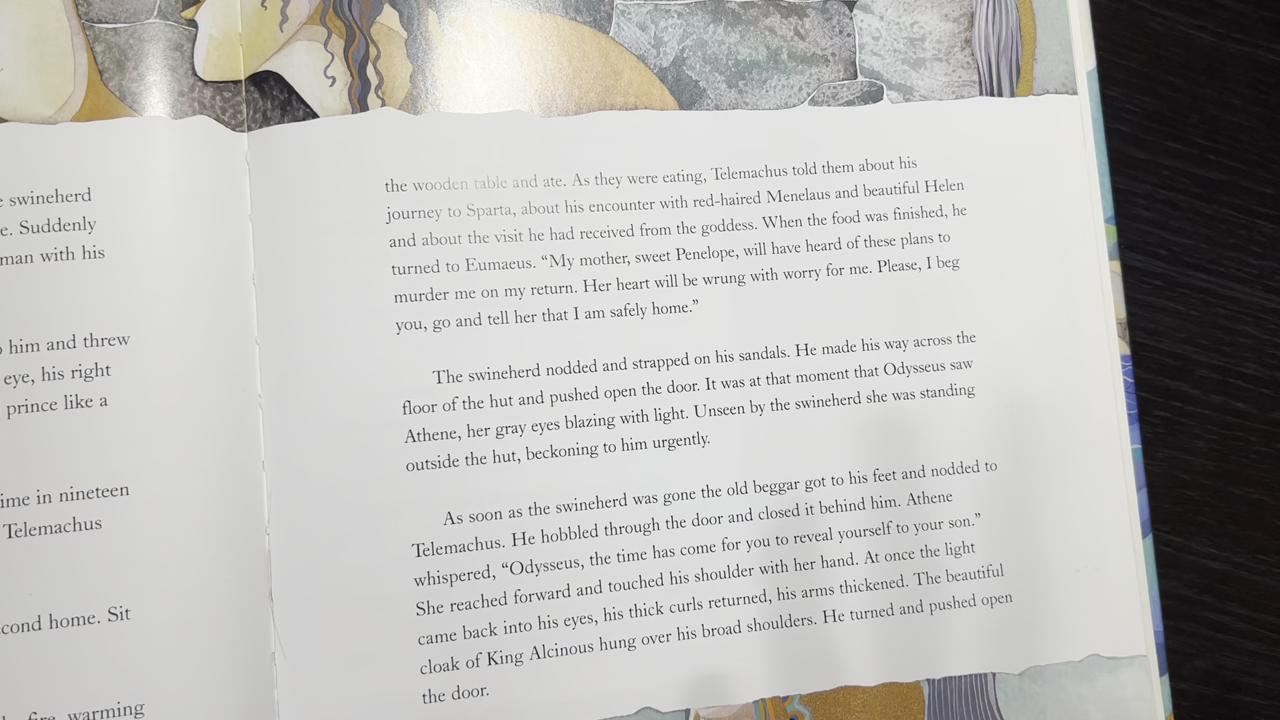 swineherd
e. Suddenly
man with his
him and threw
eye, his right
prince like a
ime in nineteen
Telemachus
cond home. Sit
fire, warming
the wooden table and ate. As they were eating, Telemachus told them about his
journey to Sparta, about his encounter with red-haired Menelaus and beautiful Helen
and about the visit he had received from the goddess. When the food was finished, he
turned to Eumaeus. “My mother, sweet Penelope, will have heard of these plans to
murder me on my return. Her heart will be wrung with worry for me. Please, I beg
you, go and tell her that I am safely home.”
The swineherd nodded and strapped on his sandals. He made his way across the
floor of the hut and pushed open the door. It was at that moment that Odysseus saw
Athene, her gray eyes blazing with light. Unseen by the swineherd she was standing
outside the hut, beckoning to him urgently.
As soon as the swineherd was gone the old beggar got to his feet and nodded to
Telemachus. He hobbled through the door and closed it behind him. Athene
whispered, “Odysseus, the time has come for you to reveal yourself to your son.”
She reached forward and touched his shoulder with her hand. At once the light
came back into his eyes, his thick curls returned, his arms thickened. The beautiful
cloak of King Alcinous hung over his broad shoulders. He turned and pushed open
the door.